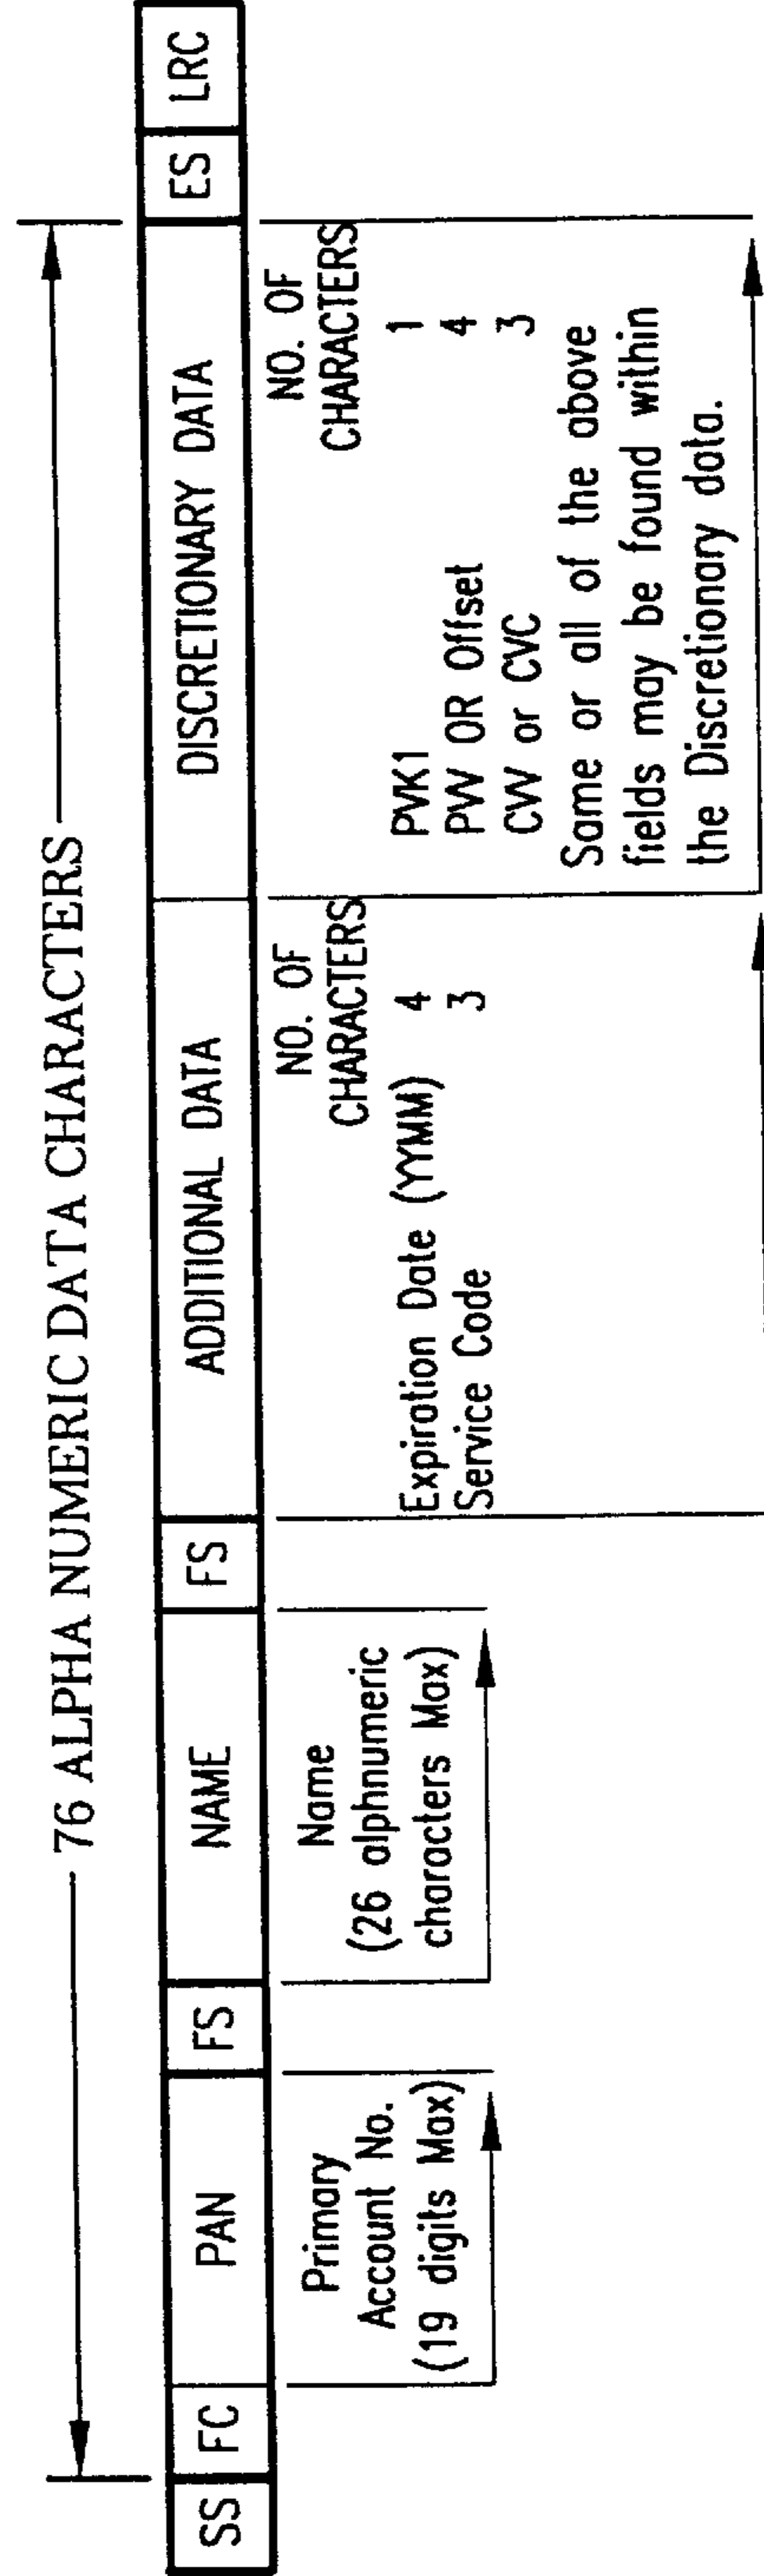 76 ALPHA NUMERIC DATA CHARACTERS
SS FC PAN FS NAME FS ADDITIONAL DATA DISCRETIONARY DATA ES LRC
Primary
Account No.
(19 digits Max)
Name
(26 alphnumeric
characters Max)
NO. OF
CHARACTERS
Expiration Date (YYMM) 4
Service Code 3
NO. OF
CHARACTERS
PVK1 1
PVV OR Offset 4
CVV or CVC 3
Same or all of the above
fields may be found within
the Discretionary data.